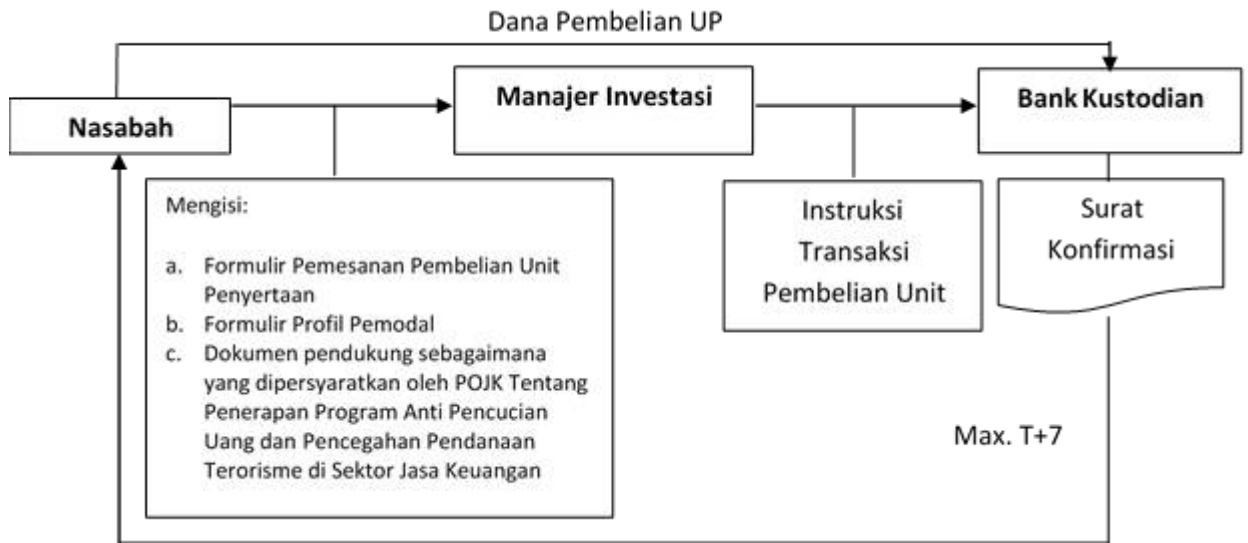 Dana Pembelian UP
Nasabah
Manajer Investasi
Bank Kustodian
Mengisi:
a. Formulir Pemesanan Pembelian Unit
Penyertaan
b. Formulir Profil Pemodal
c. Dokumen pendukung sebagaimana
yang dipersyaratkan oleh POJK Tentang
Penerapan Program Anti Pencucian
Uang dan Pencegahan Pendanaan
Terorisme di Sektor Jasa Keuangan
Instruksi
Transaksi
Pembelian Unit
Surat
Konfirmasi
Max. T+7